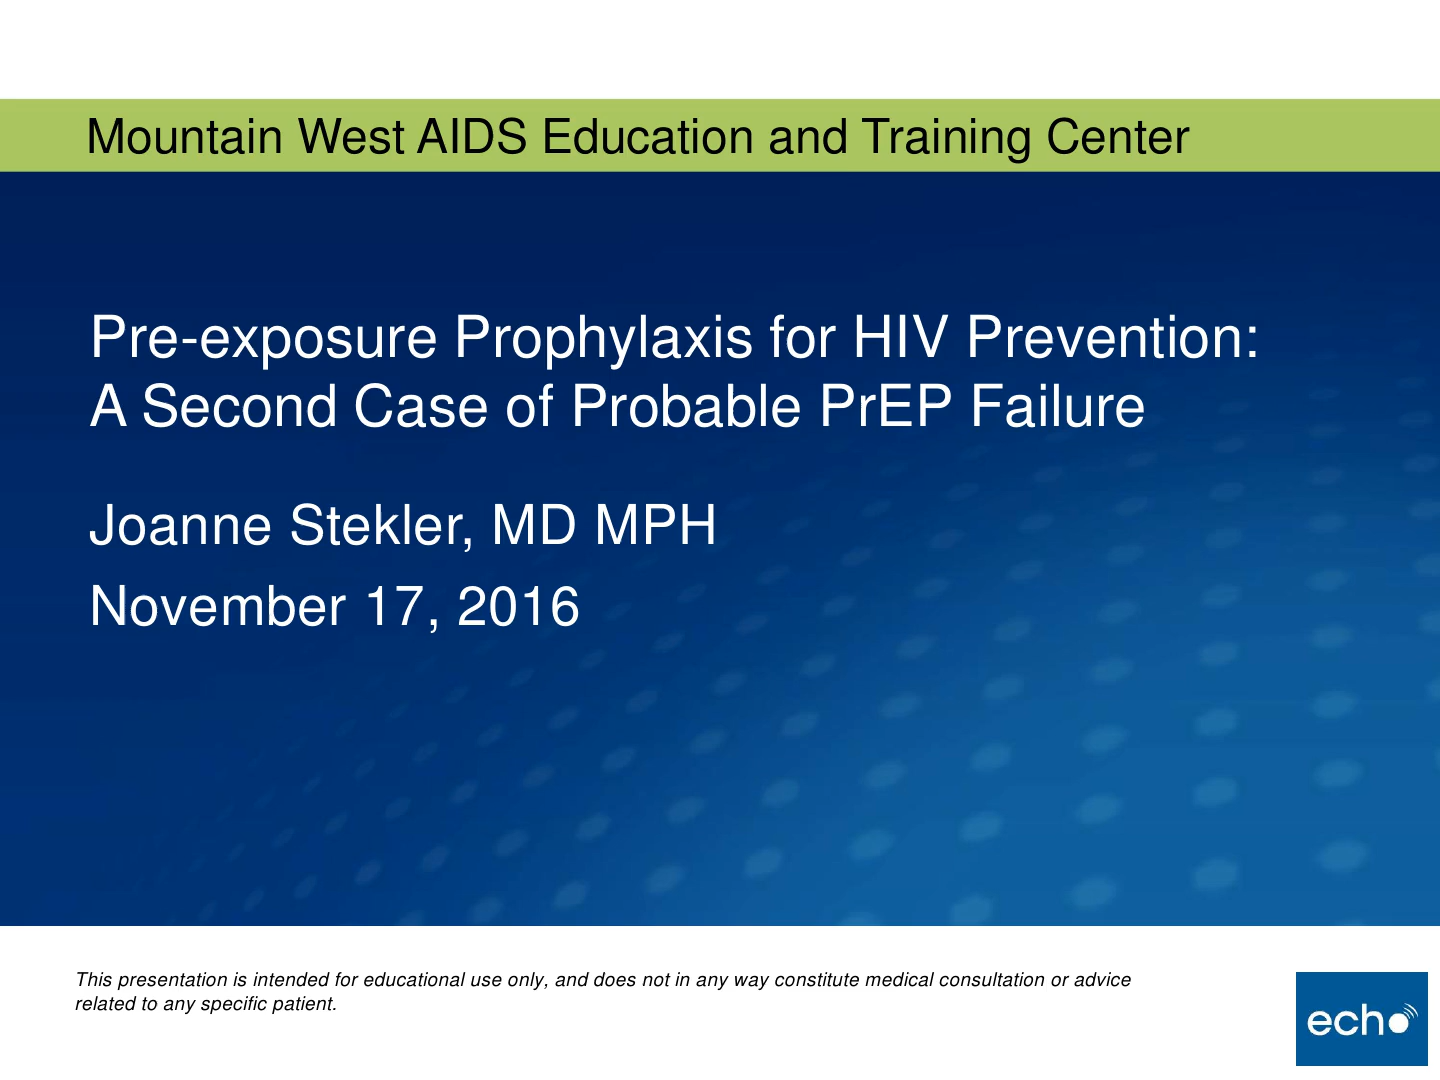 Mountain West AIDS Education and Training Center
Pre-exposure Prophylaxis for HIV Prevention:
A Second Case of Probable PrEP Failure
Joanne Stekler, MD MPH
November 17, 2016
This presentation is intended for educational use only, and does not in any way constitute medical consultation or advice
related to any specific patient.
echo